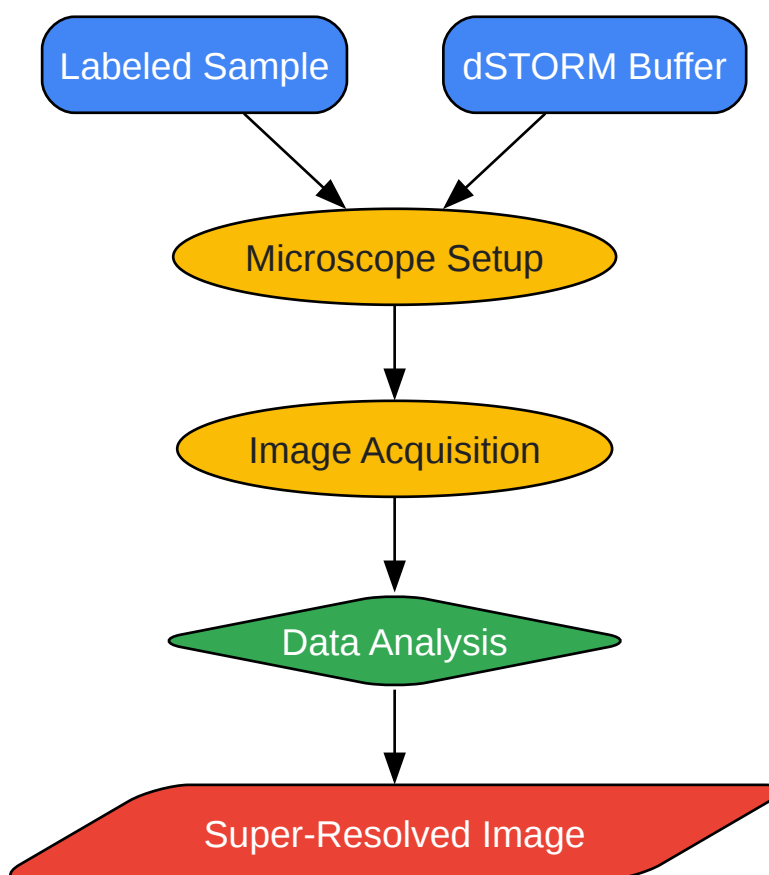 Labeled Sample
dSTORM Buffer
Microscope Setup
Image Acquisition
Data Analysis
Super-Resolved Image